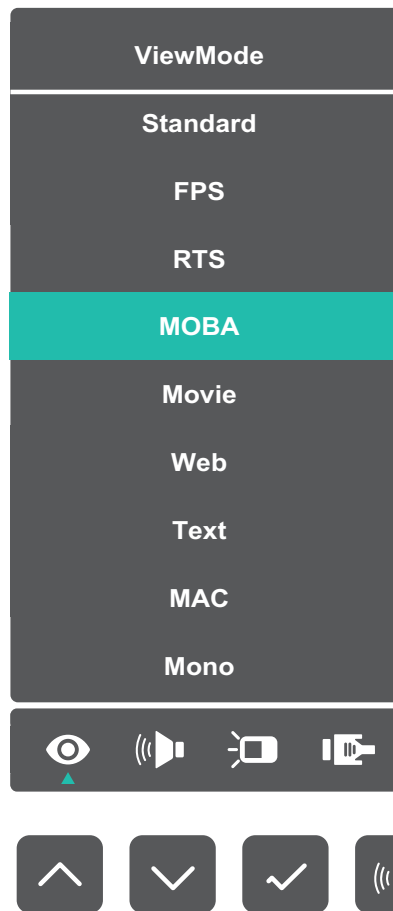 ViewMode
Standard
FPS
RTS
MOBA
Movie
Web
Text
MAC
Mono